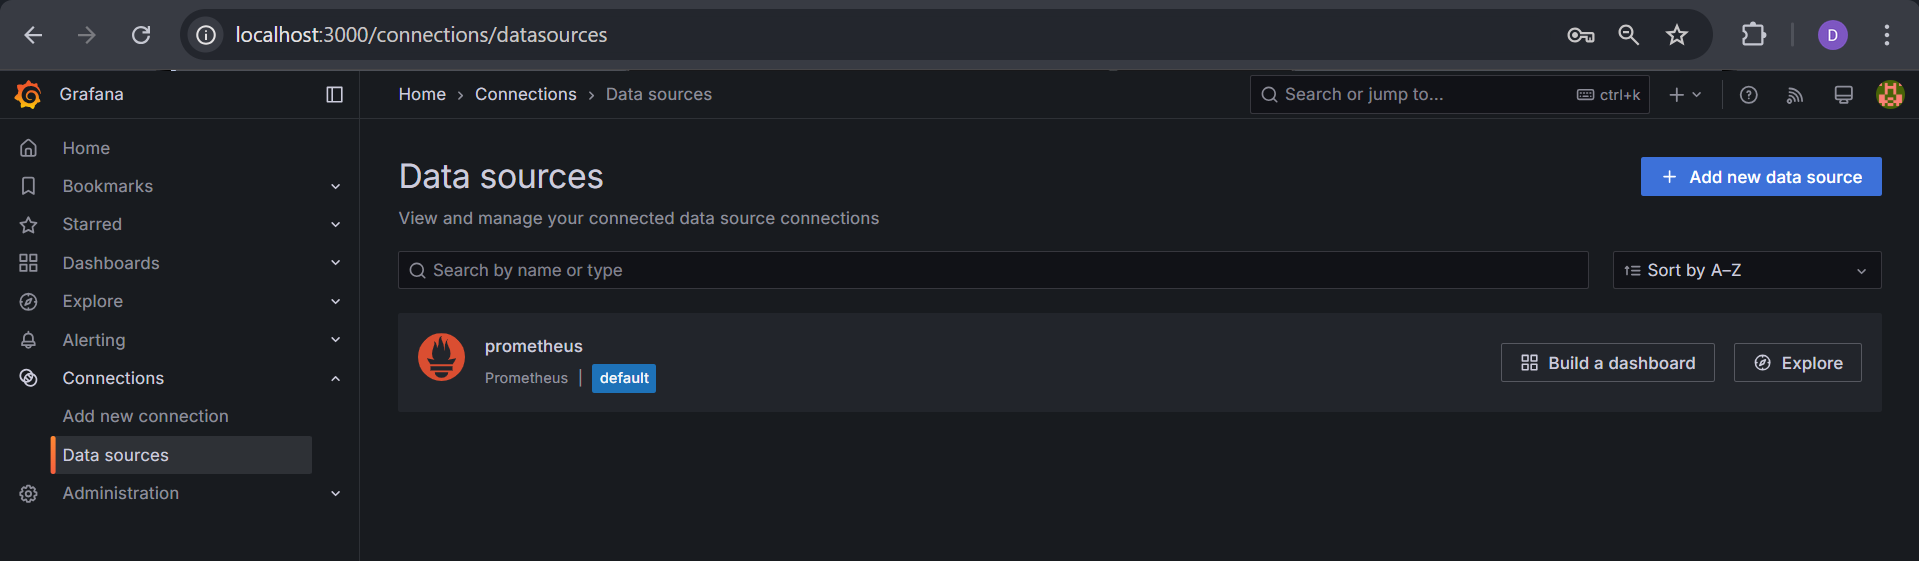 localhost:3000/connections/datasources
D
Grafana
Home › Connections › Data sources
Search or jump to...
ctrl+k
Home
Bookmarks
Starred
Dashboards
Explore
Alerting
Connections
Add new connection
Data sources
Administration
Data sources
Add new data source
View and manage your connected data source connections
Search by name or type
Sort by A–Z
prometheus
Prometheus | default
Build a dashboard
Explore